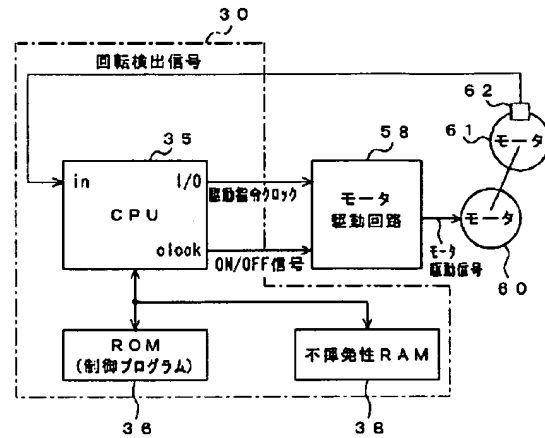 30
回転検出信号
62
61
モータ
35
58
in
I/O
CPU
駆動指令クロック
clook
ON/OFF信号
モータ
駆動回路
モータ
モータ
駆動信号
60
ROM
(制御プログラム)
不揮発性RAM
36
38